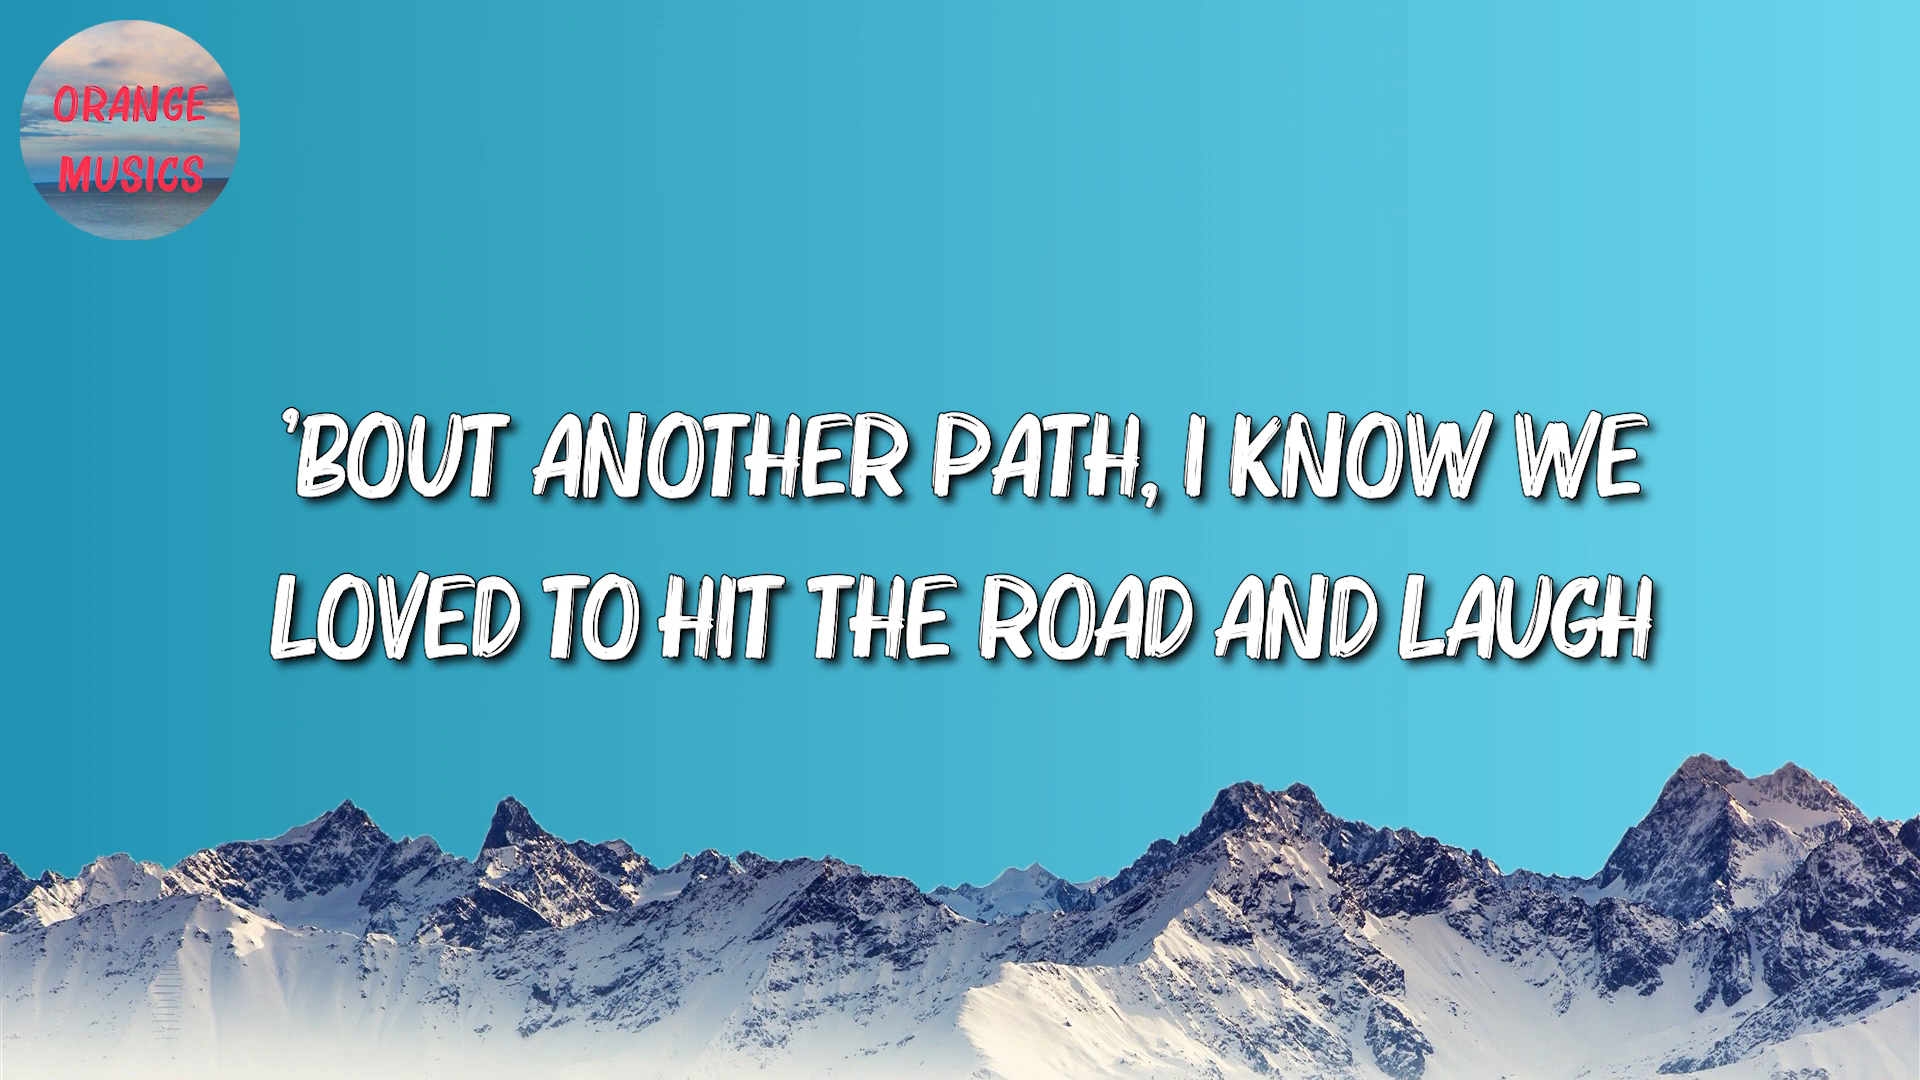 ORANGE
MUSICS
'BOUT ANOTHER PATH, I KNOW WE
LOVED TO HIT THE ROAD AND LAUGH